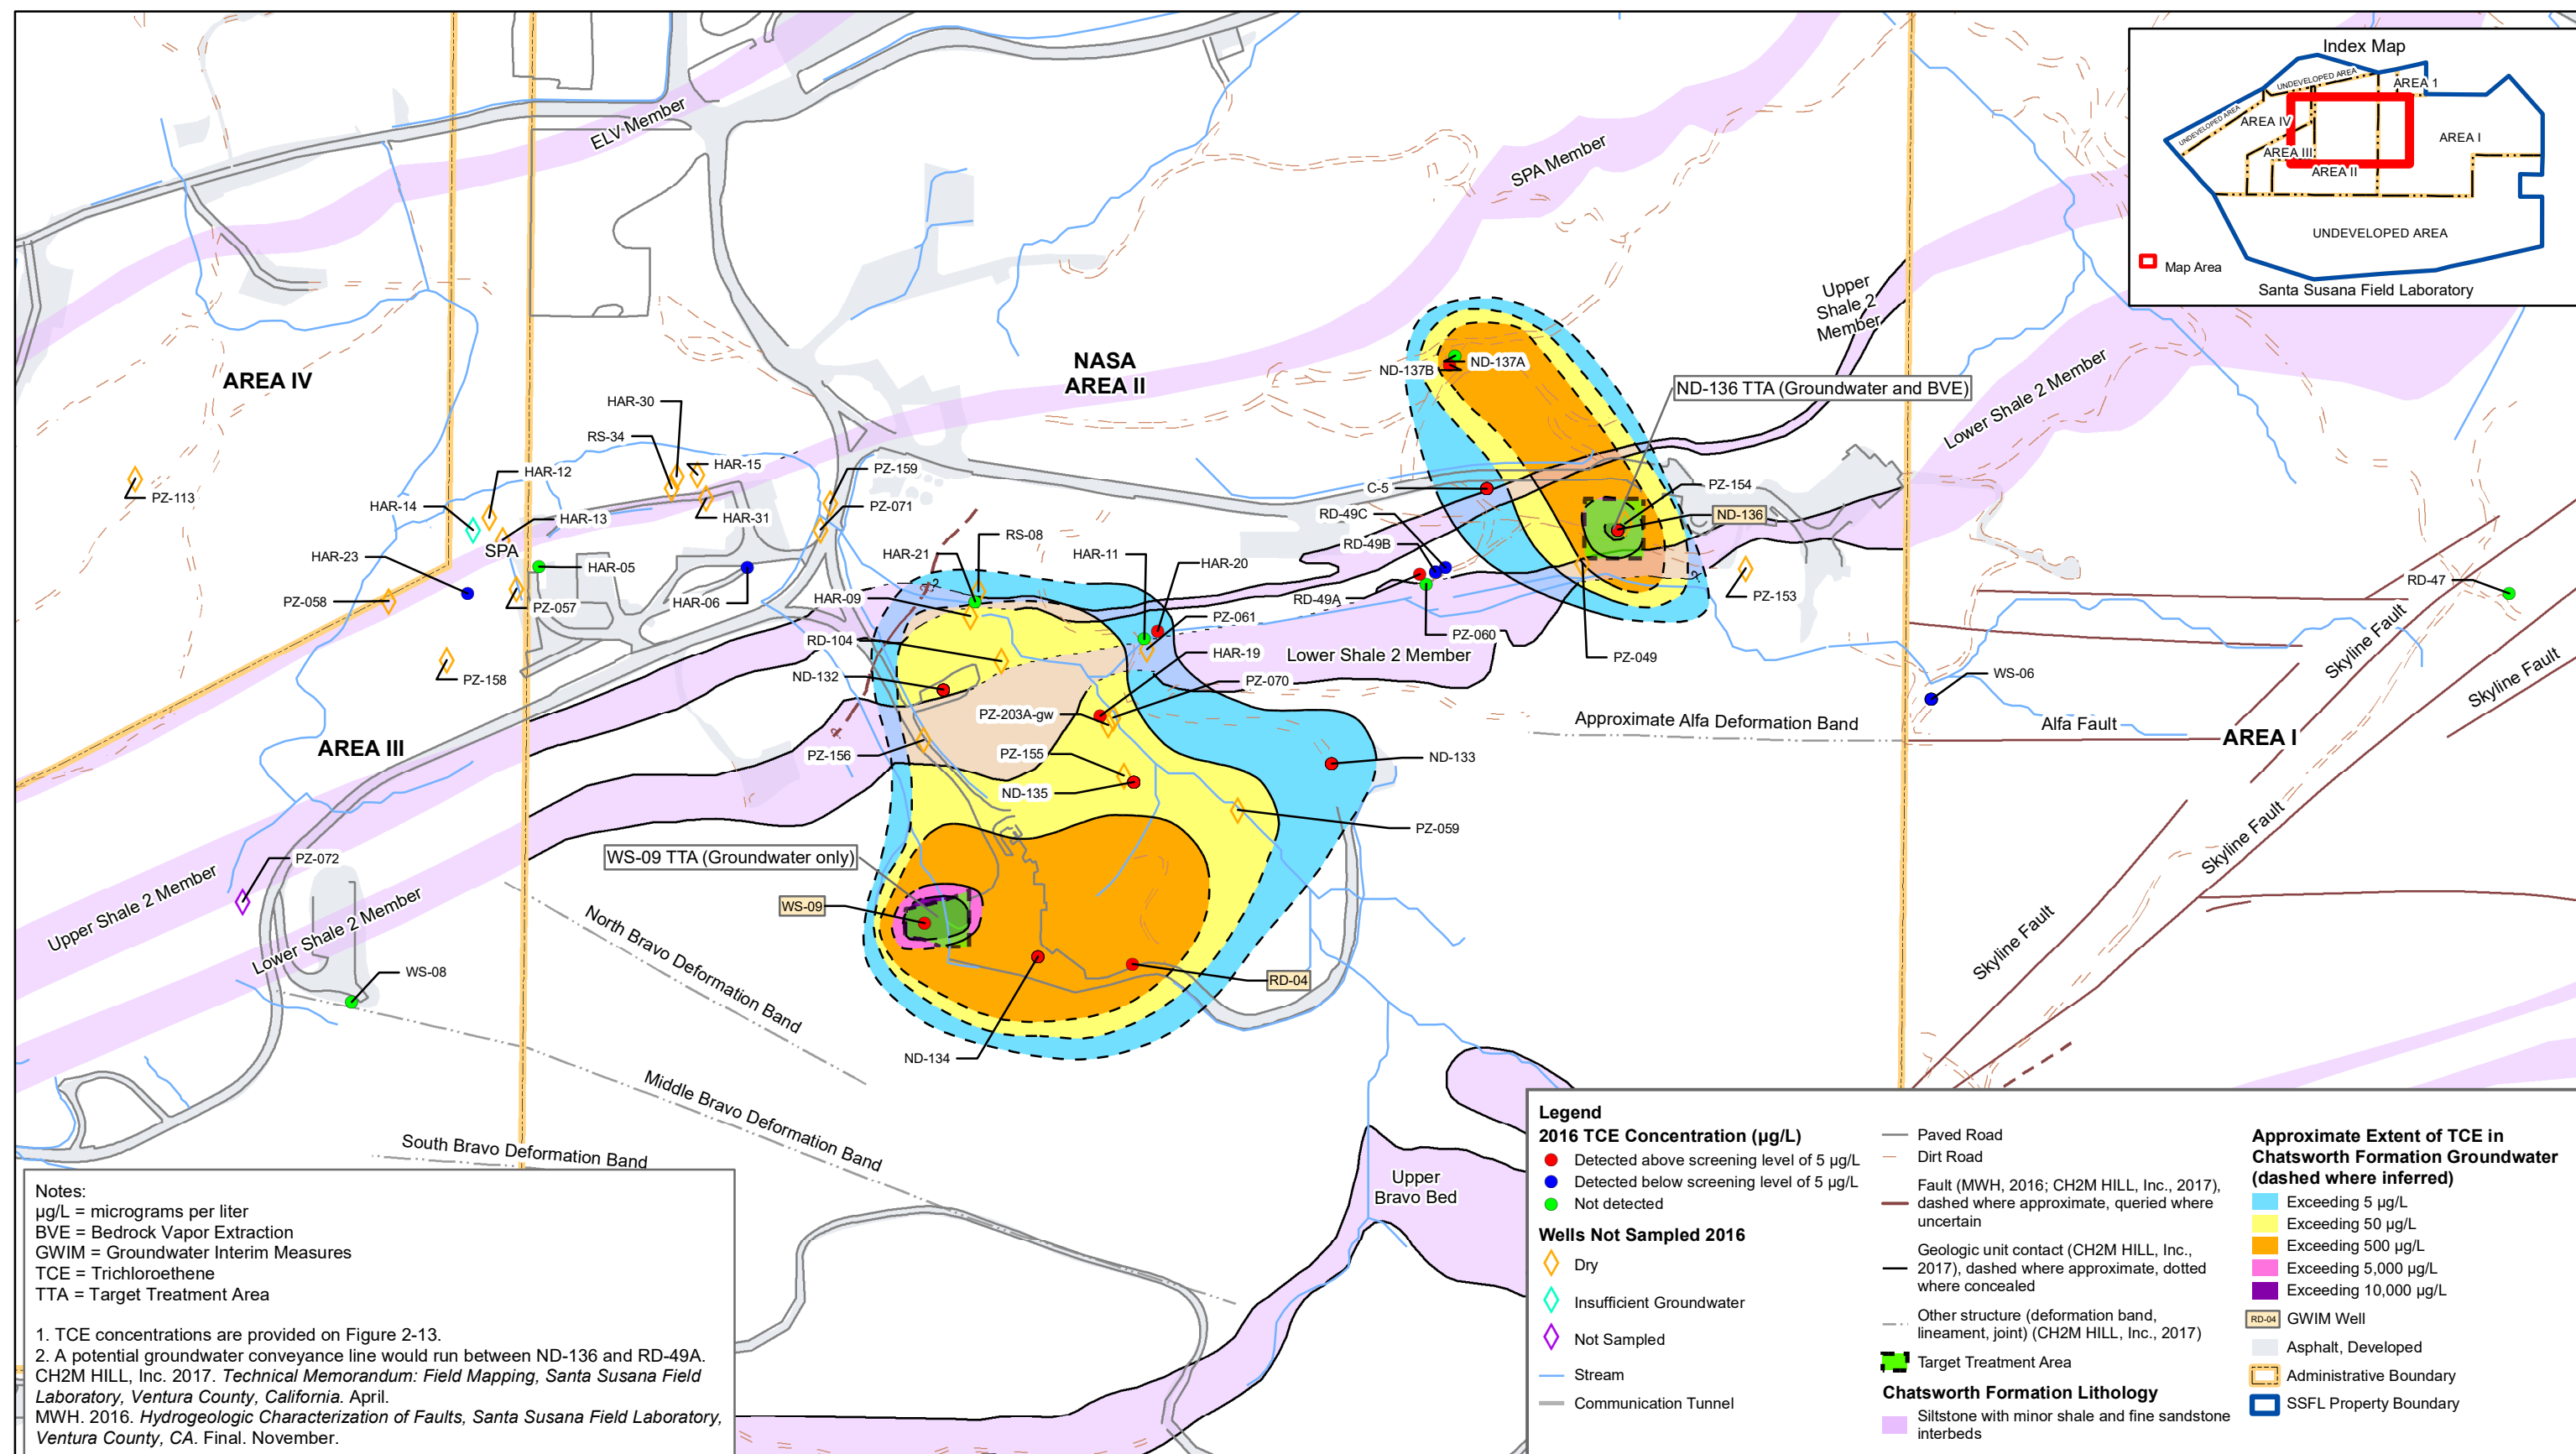 Index Map
UNDEVELOPED AREA
AREA 1
UNDEVELOPED AREA
AREA IV
AREA I
AREA III
AREA II
UNDEVELOPED AREA
Map Area
Santa Susana Field Laboratory
ELV Member
SPA Member
Upper
Shale 2
Member
Lower Shale 2 Member
NASA
AREA II
AREA IV
ND-137B
ND-137A
ND-136 TTA (Groundwater and BVE)
HAR-30
RS-34
HAR-15
HAR-12
PZ-159
PZ-113
HAR-14
HAR-13
HAR-31
PZ-071
C-5
PZ-154
RD-49C
ND-136
SPA
HAR-23
HAR-05
HAR-21
RS-08
HAR-11
HAR-20
RD-49B
PZ-058
PZ-057
HAR-06
HAR-09
RD-49A
PZ-153
RD-47
?
?
PZ-061
PZ-060
RD-104
HAR-19
Lower Shale 2 Member
PZ-049
Skyline Fault
Skyline Fault
PZ-158
ND-132
PZ-070
WS-06
PZ-203A-gw
Approximate Alfa Deformation Band
Alfa Fault
AREA III
AREA I
?
PZ-156
PZ-155
ND-133
ND-135
PZ-059
Skyline Fault
PZ-072
WS-09 TTA (Groundwater only)
WS-09
Upper Shale 2 Member
Lower Shale 2 Member
North Bravo Deformation Band
Skyline Fault
WS-08
RD-04
ND-134
Middle Bravo Deformation Band
South Bravo Deformation Band
Upper
Bravo Bed
Notes:
µg/L = micrograms per liter
BVE = Bedrock Vapor Extraction
GWIM = Groundwater Interim Measures
TCE = Trichloroethene
TTA = Target Treatment Area
1. TCE concentrations are provided on Figure 2-13.
2. A potential groundwater conveyance line would run between ND-136 and RD-49A.
CH2M HILL, Inc. 2017. Technical Memorandum: Field Mapping, Santa Susana Field
Laboratory, Ventura County, California. April.
MWH. 2016. Hydrogeologic Characterization of Faults, Santa Susana Field Laboratory,
Ventura County, CA. Final. November.
Legend
2016 TCE Concentration (µg/L)
Detected above screening level of 5 µg/L
Detected below screening level of 5 µg/L
Not detected
Wells Not Sampled 2016
Dry
Insufficient Groundwater
Not Sampled
Stream
Communication Tunnel
Paved Road
Dirt Road
Fault (MWH, 2016; CH2M HILL, Inc., 2017),
dashed where approximate, queried where
uncertain
Geologic unit contact (CH2M HILL, Inc.,
2017), dashed where approximate, dotted
where concealed
Other structure (deformation band,
lineament, joint) (CH2M HILL, Inc., 2017)
Target Treatment Area
Chatsworth Formation Lithology
Siltstone with minor shale and fine sandstone
interbeds
Approximate Extent of TCE in
Chatsworth Formation Groundwater
(dashed where inferred)
Exceeding 5 µg/L
Exceeding 50 µg/L
Exceeding 500 µg/L
Exceeding 5,000 µg/L
Exceeding 10,000 µg/L
RD-04 GWIM Well
Asphalt, Developed
Administrative Boundary
SSFL Property Boundary